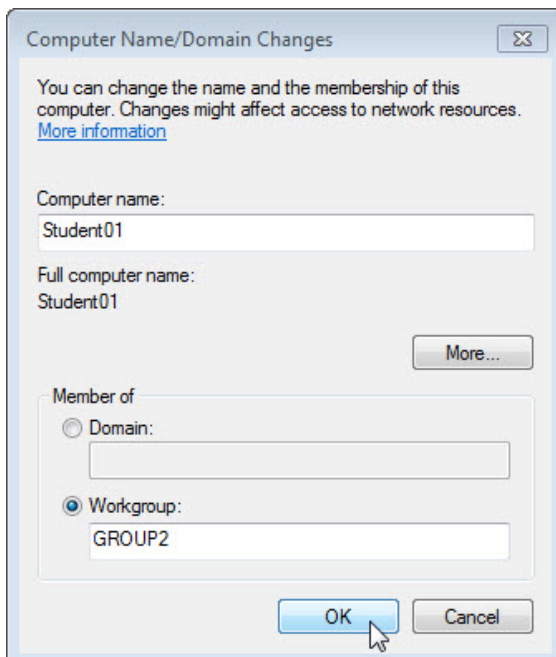 Computer Name/Domain Changes
You can change the name and the membership of this
computer. Changes might affect access to network resources.
More information
Computer name:
Student01
Full computer name:
Student01
More...
Member of
Domain:
Workgroup:
GROUP2
OK Cancel